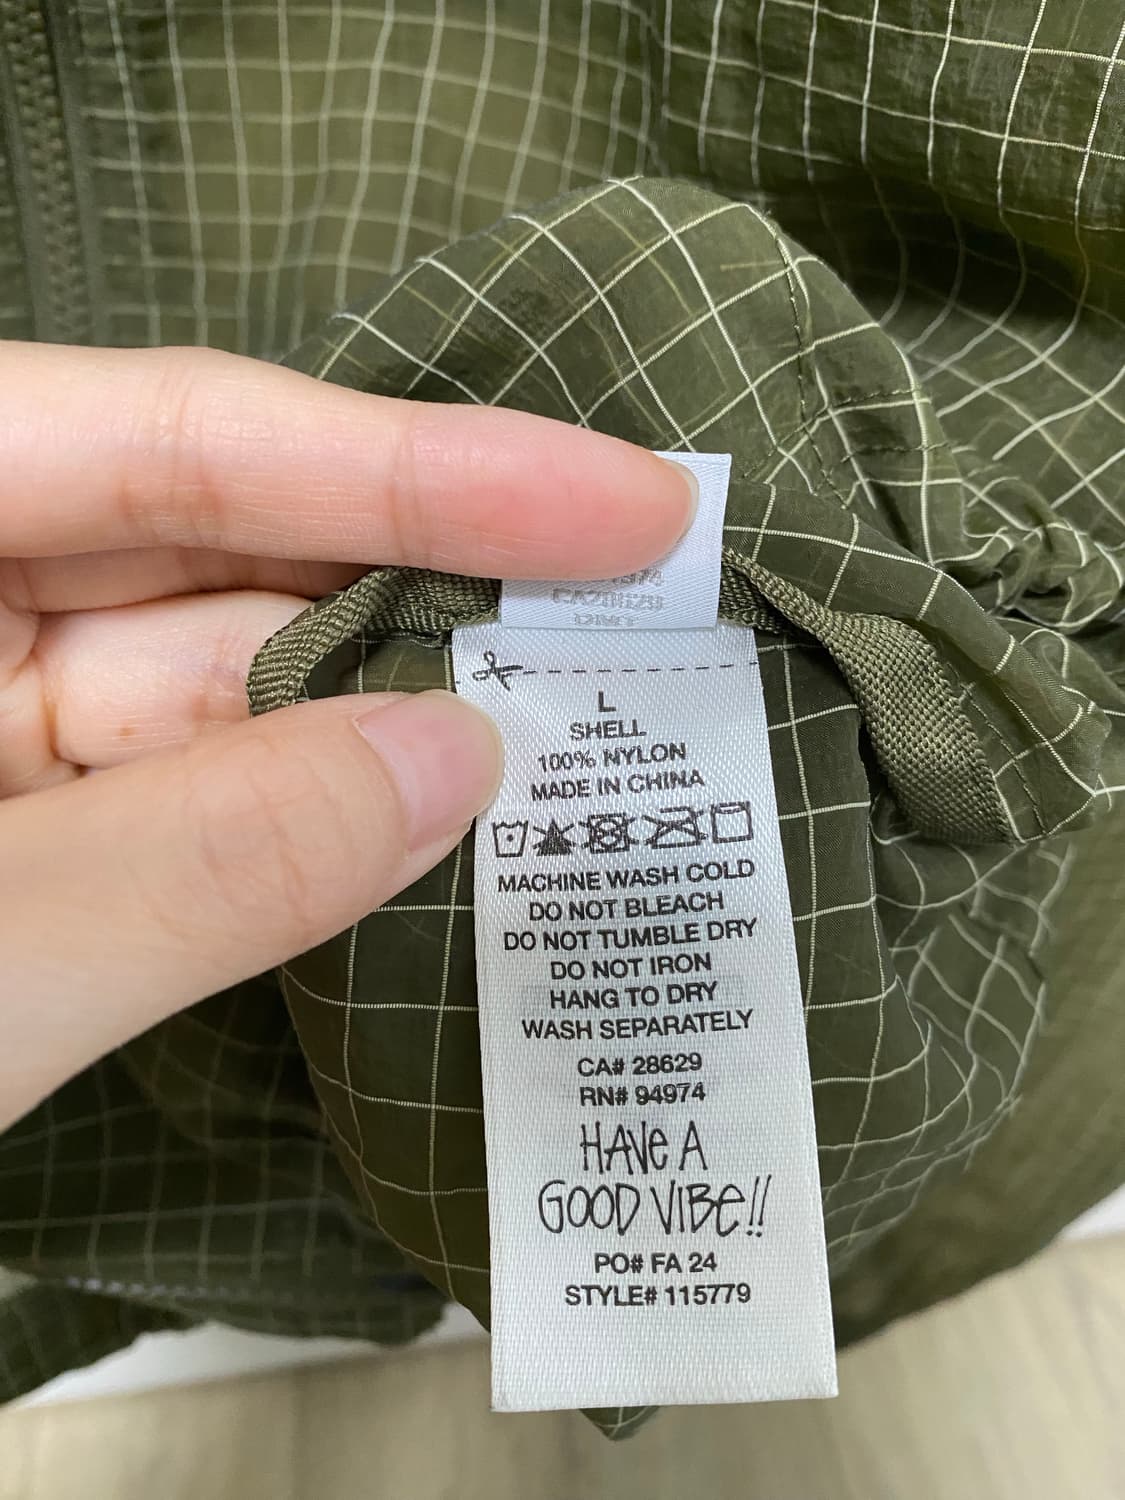 L
SHELL
100% NYLON
MADE IN CHINA
MACHINE WASH COLD
DO NOT BLEACH
DO NOT TUMBLE DRY
DO NOT IRON
HANG TO DRY
WASH SEPARATELY
CA# 28629
RN# 94974
HAVE A
GOOD VIBE!!
PO# FA 24
STYLE# 115779